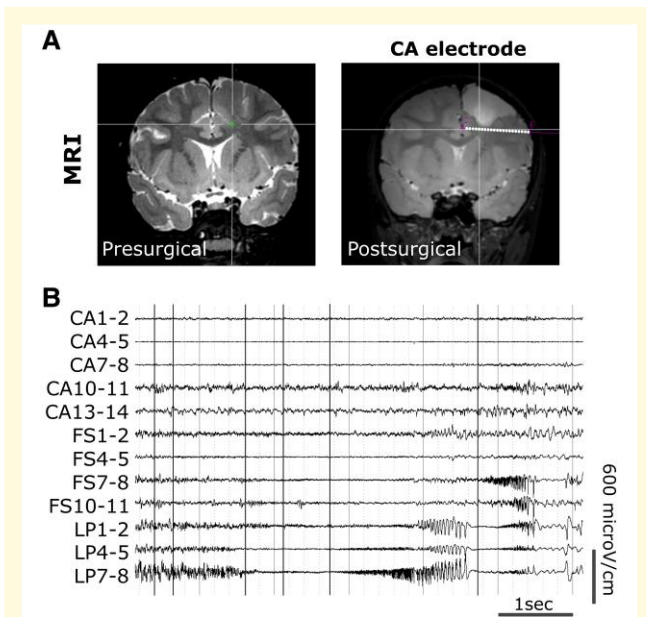 A
CA electrode
MRI
Presurgical
Postsurgical
B
CA1-2
CA4-5
CA7-8
CA10-11
CA13-14
FS1-2
FS4-5
FS7-8
FS10-11
LP1-2
LP4-5
LP7-8
600 microV/cm
1sec